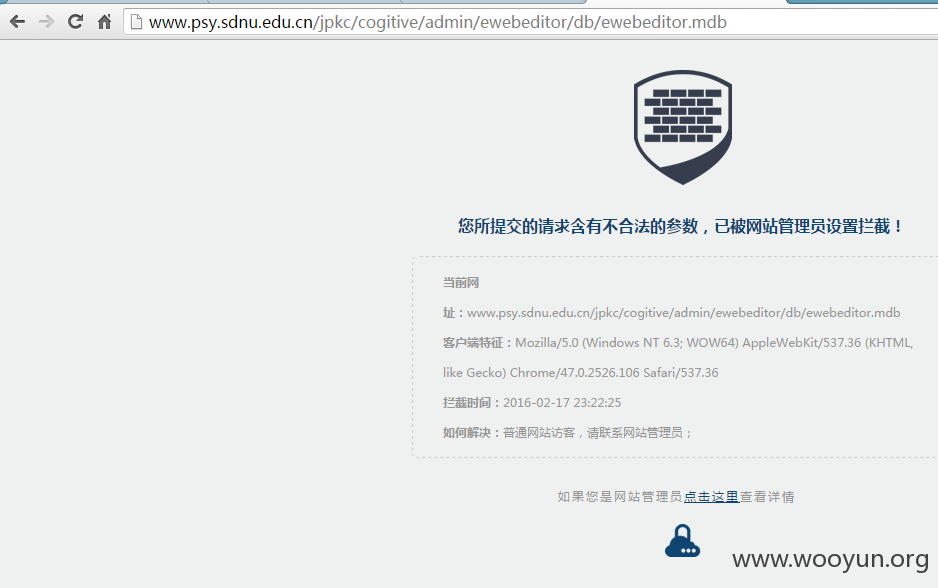 www.psy.sdnu.edu.cn/jpkc/cogitive/admin/ewebeditor/db/ewebeditor.mdb
您所提交的请求含有不合法的参数，已被网站管理员设置拦截！
当前网
址：www.psy.sdnu.edu.cn/jpkc/cogitive/admin/ewebeditor/db/ewebeditor.mdb
客户端特征：Mozilla/5.0 (Windows NT 6.3; WOW64) AppleWebKit/537.36 (KHTML,
like Gecko) Chrome/47.0.2526.106 Safari/537.36
拦截时间：2016-02-17 23:22:25
如何解决：普通网站访客，请联系网站管理员；
如果您是网站管理员点击这里查看详情
www.wooyun.org